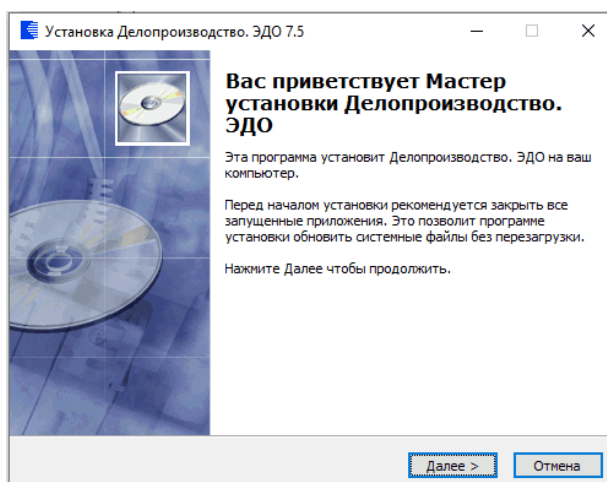 Установка Делопроизводство. ЭДО 7.5
Вас приветствует Мастер
установки Делопроизводство.
ЭДО
Эта программа установит Делопроизводство. ЭДО на ваш
компьютер.
Перед началом установки рекомендуется закрыть все
запущенные приложения. Это позволит программе
установки обновить системные файлы без перезагрузки.
Нажмите Далее чтобы продолжить.
Далее >
Отмена